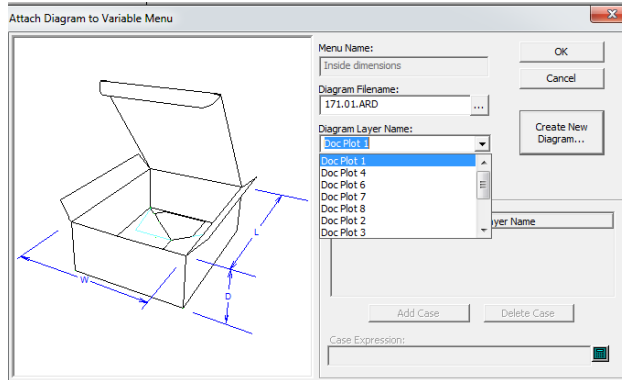 Attach Diagram to Variable Menu
Menu Name:
Inside dimensions
Diagram Filename:
171.01.ARD
...
Diagram Layer Name:
Doc Plot 1
Doc Plot 1
Doc Plot 4
Doc Plot 6
Doc Plot 7
Doc Plot 8
Doc Plot 2
Doc Plot 3
OK
Cancel
Create New
Diagram...
ayer Name
Add Case
Delete Case
Case Expression:
L
W
D